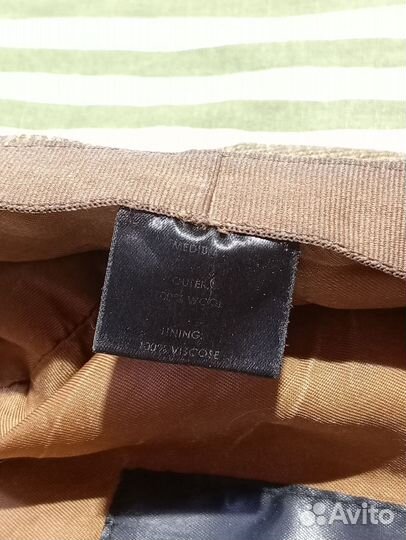 MEDIUM
OUTER:
100% WOOL
LINING:
100% VISCOSE
Avito